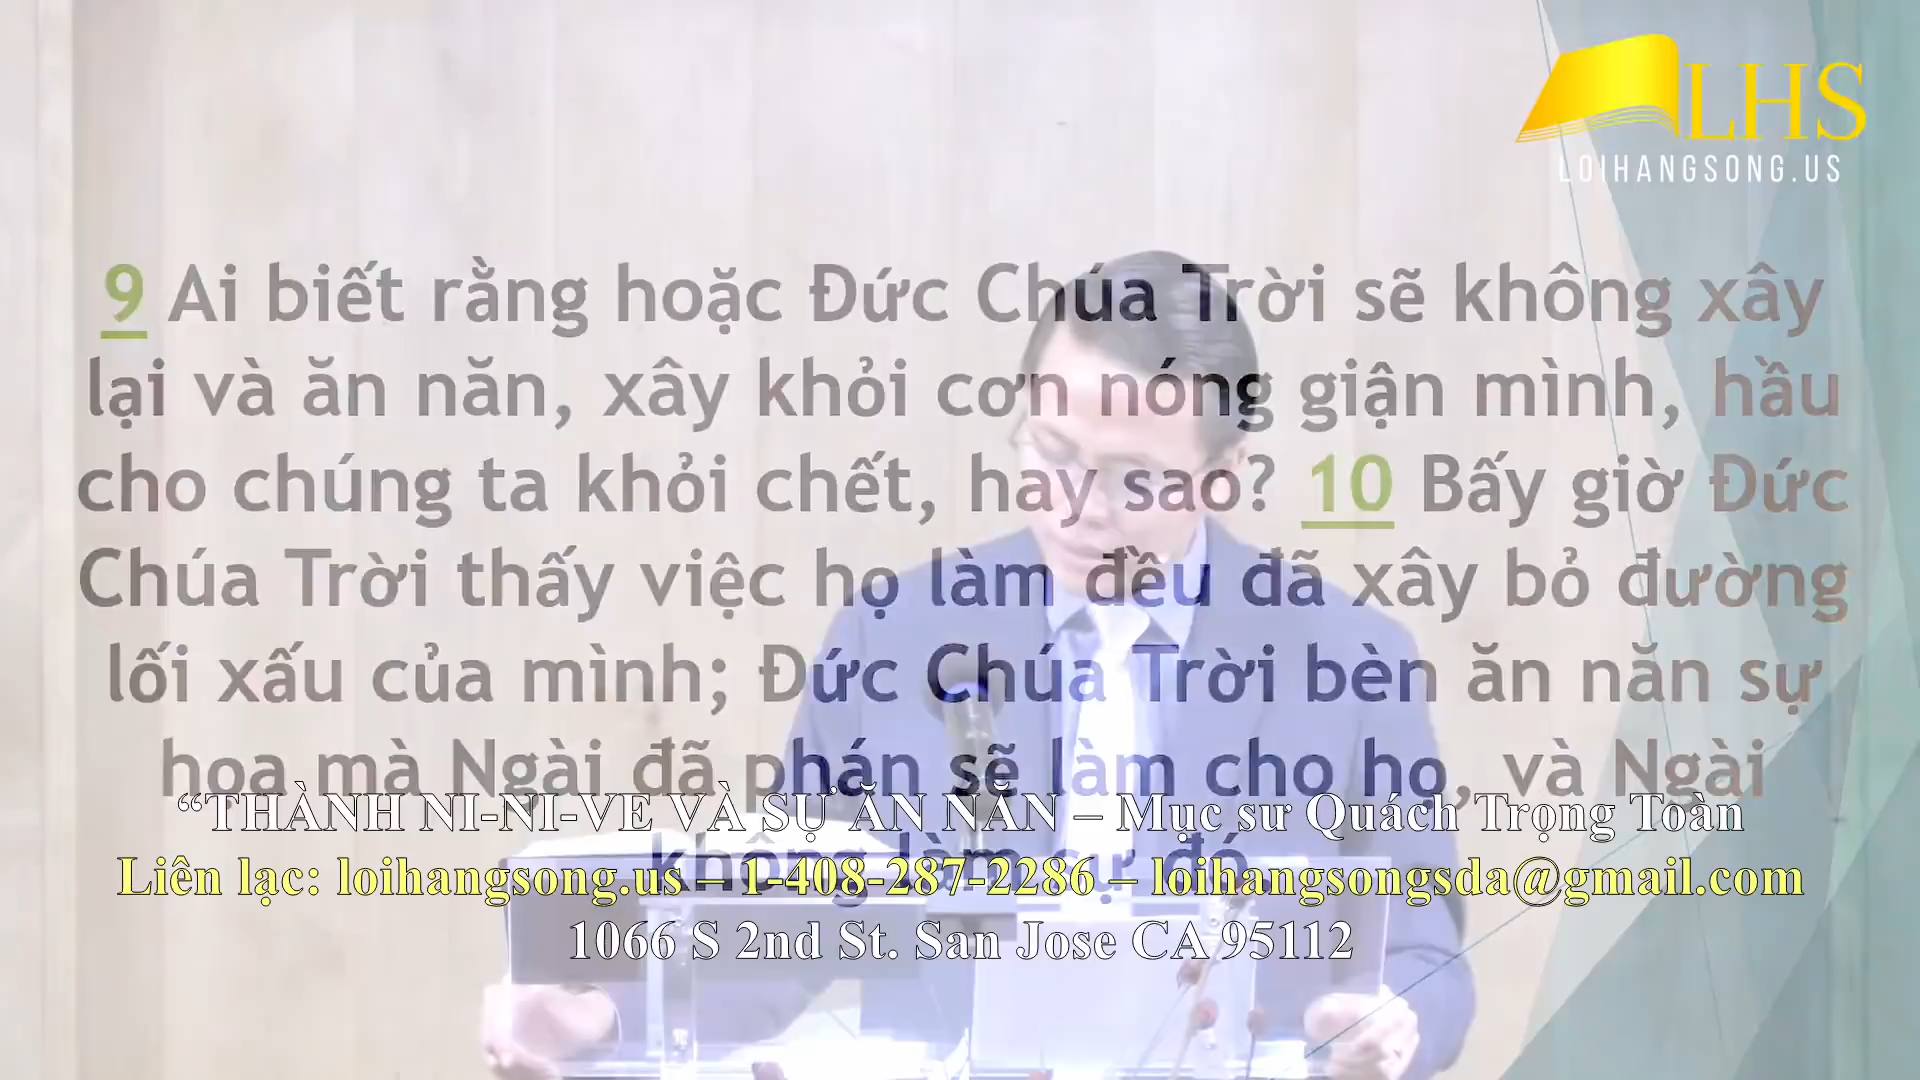 LHS
LOIHANGSONG.US
9 Ai biết rằng hoặc Đức Chúa Trời sẽ không xây
lại và ăn năn, xây khỏi cơn nóng giận mình, hầu
cho chúng ta khỏi chết, hay sao? 10 Bấy giờ Đức
Chúa Trời thấy việc họ làm đều đã xây bỏ đường
lối xấu của mình; Đức Chúa Trời bèn ăn năn sự
họa mà Ngài đã phán sẽ làm cho họ, và Ngài
không làm sự đó.
“THÀNH NI-NI-VE VÀ SỰ ĂN NĂN – Mục sư Quách Trọng Toàn
Liên lạc: loihangsong.us – 1-408-287-2286 – loihangsongsda@gmail.com
1066 S 2nd St. San Jose CA 95112